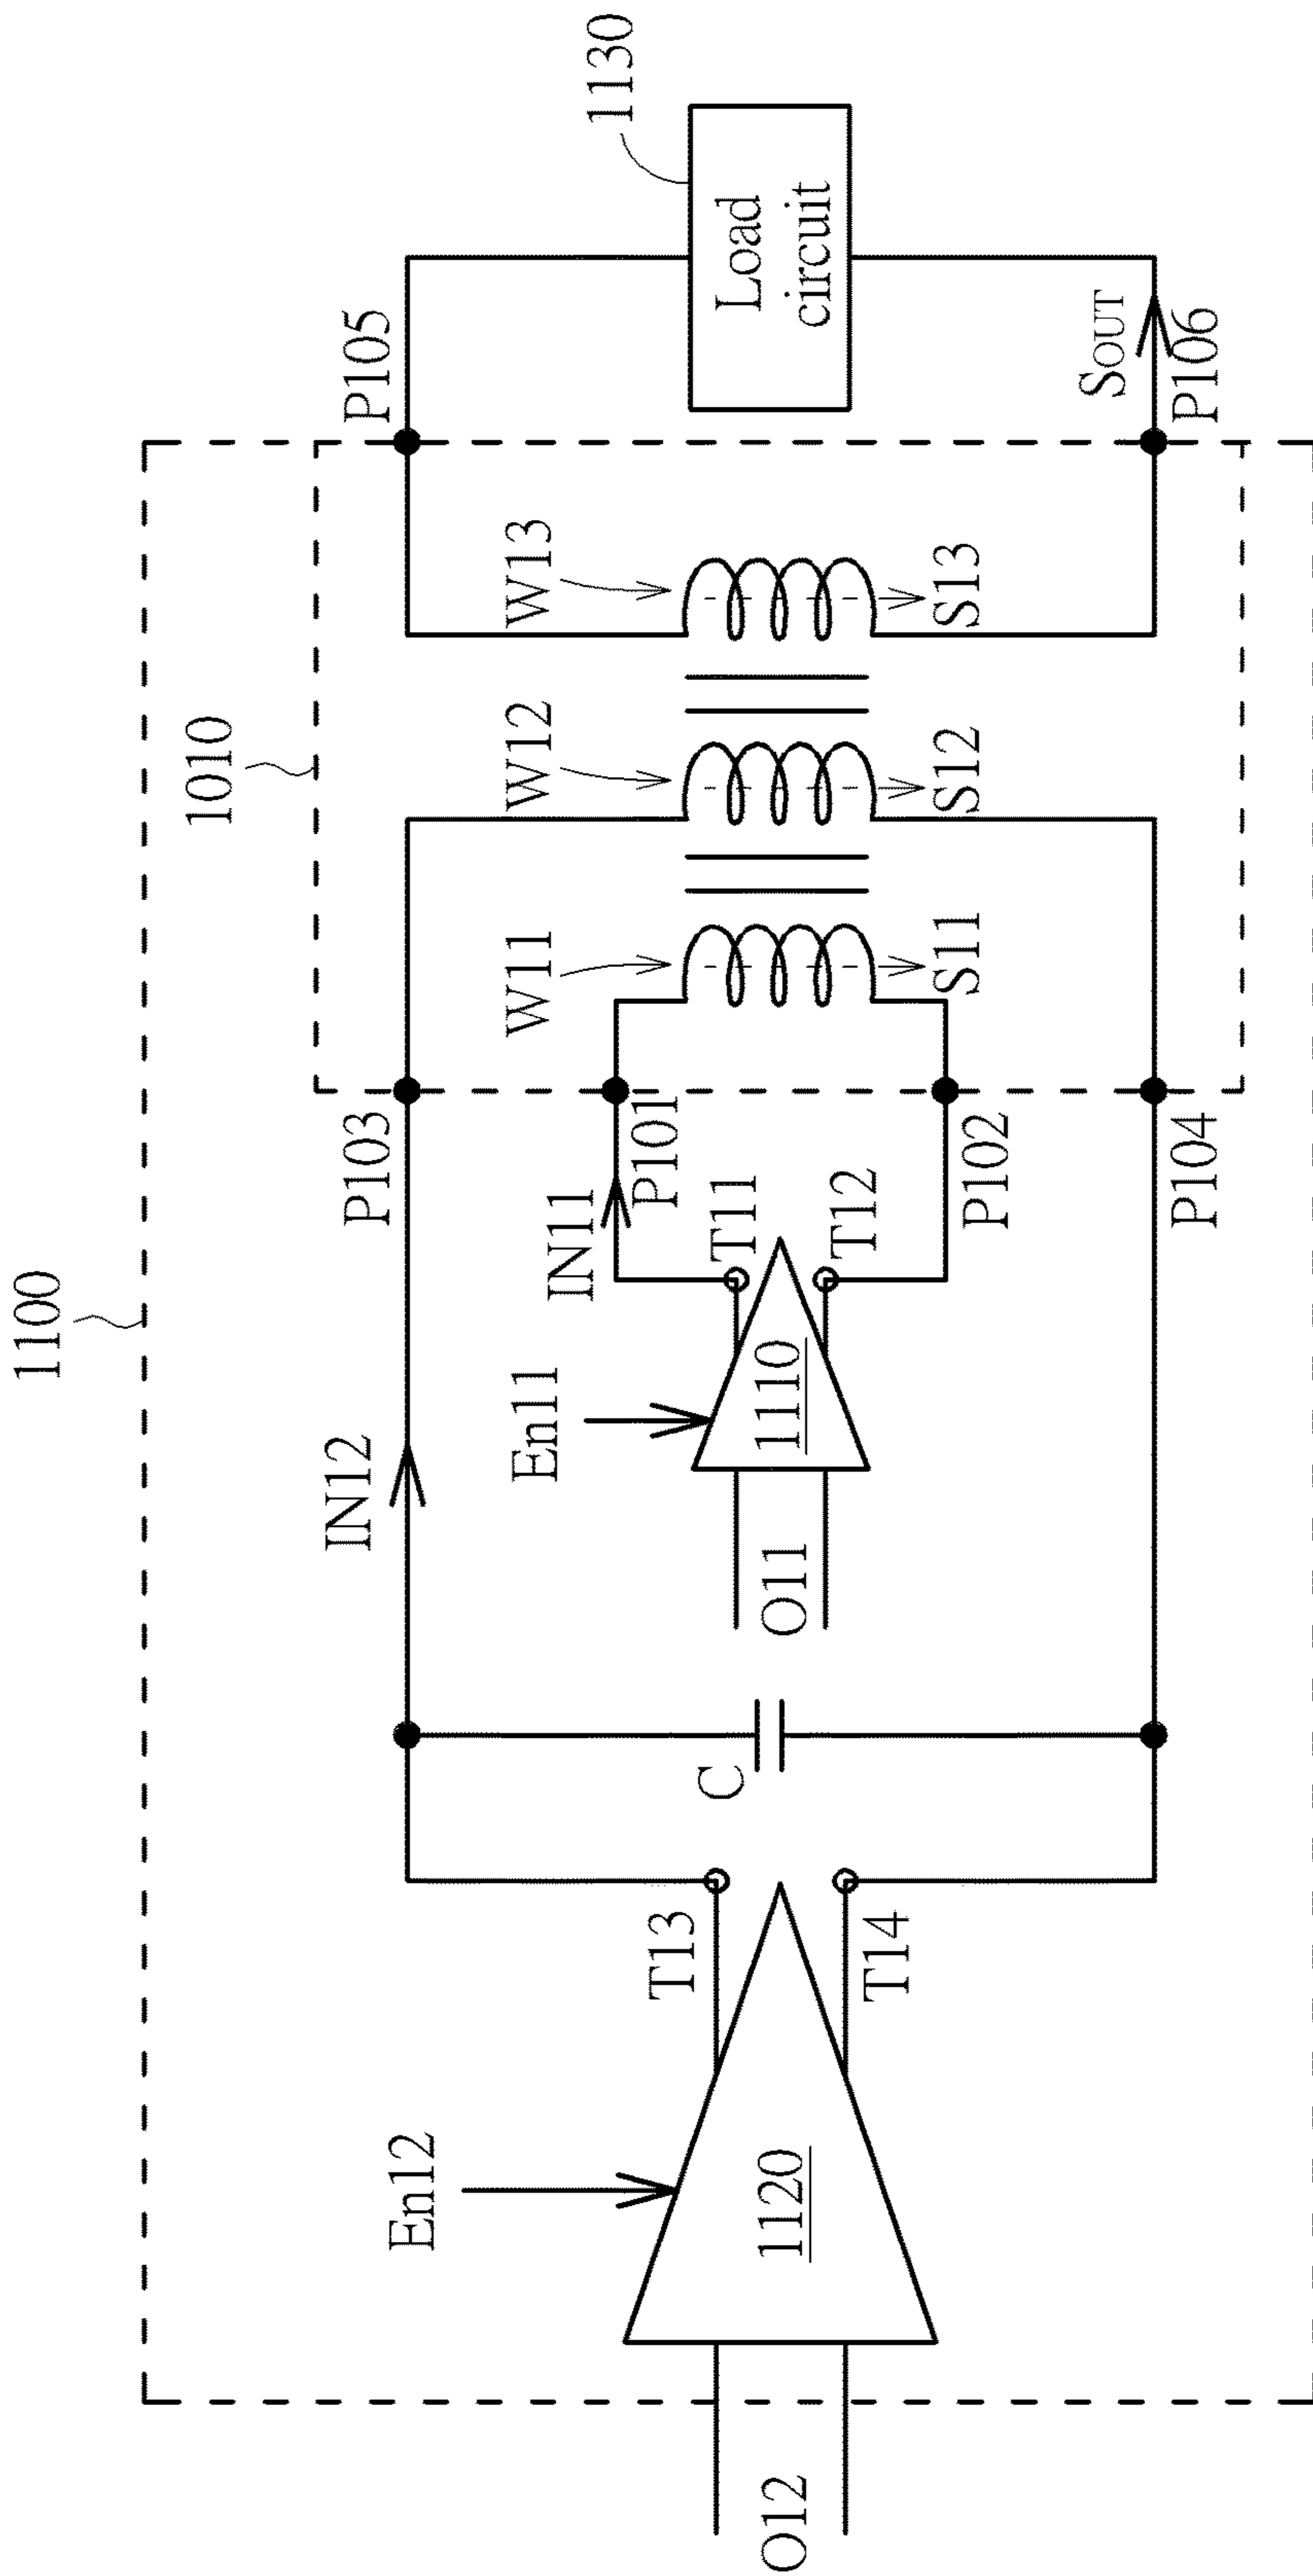 1100
1010
1130
P105
W13
W12
W11
P103
IN12
P101
IN11
T11
En11
1110
O11
T12
P102
S11
S12
S13
Load
circuit
SOUT
P106
P104
C
T13
En12
1120
T14
O12